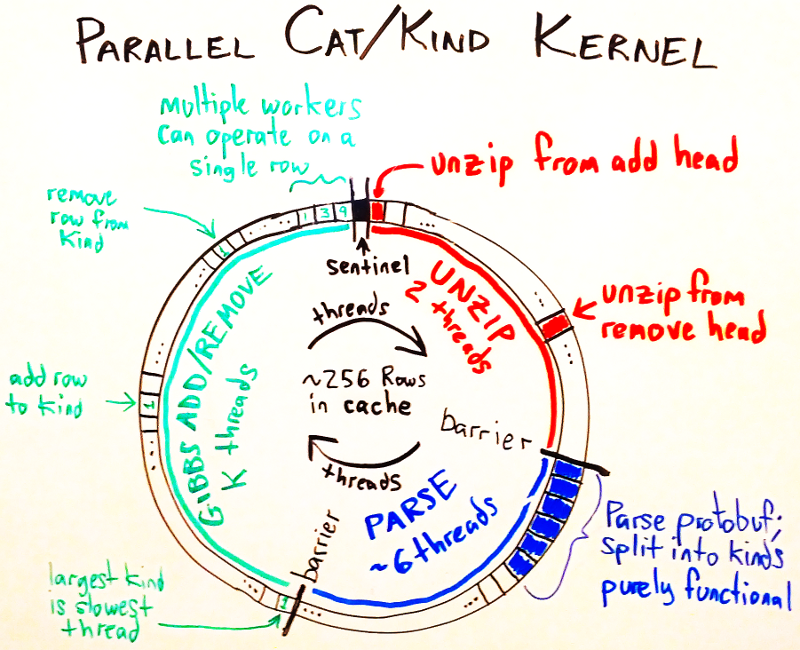 PARALLEL CAT/KIND KERNEL
multiple workers
can operate on a
single row
unzip from add head
remove
row from
kind
... 1 3 9
...
1
sentinel
UNZIP
2 threads
threads
unzip from
remove head
GIBBS ADD/REMOVE
K threads
~256 Rows
in cache
add row
to kind
1
barrier
threads
PARSE
~6 threads
barrier
Parse protobuf;
split into kinds
purely functional
largest kind
is slowest
thread
1